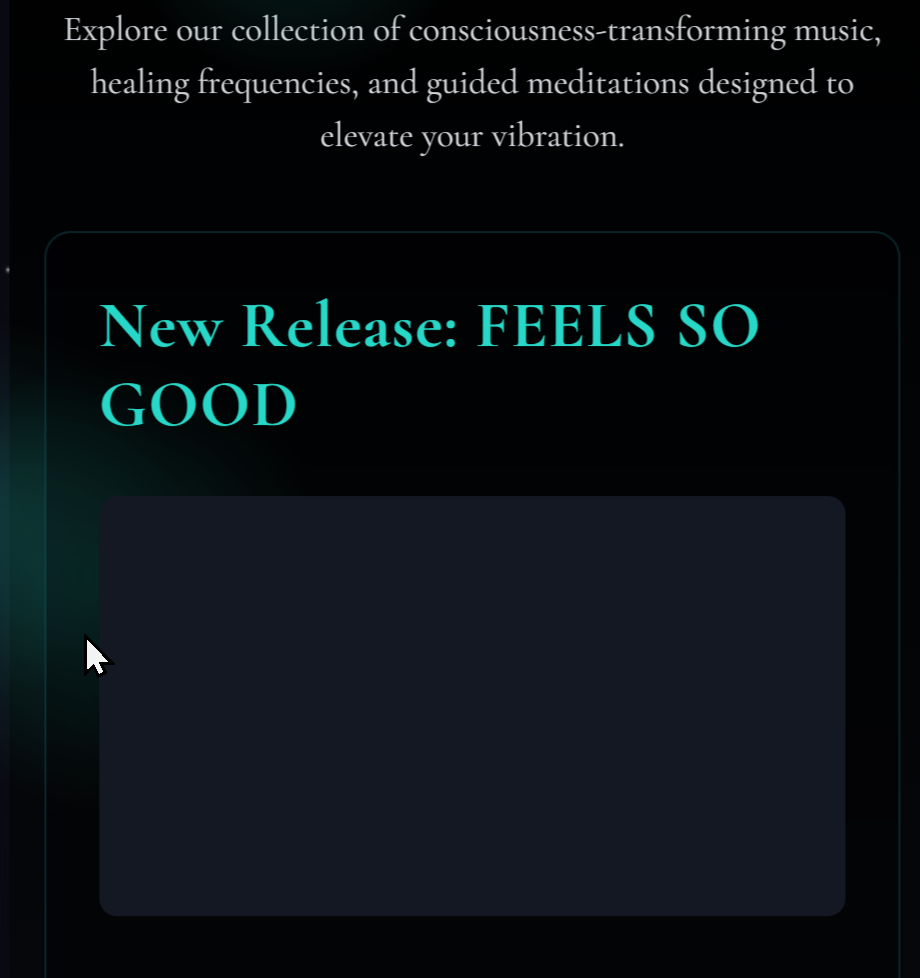 Explore our collection of consciousness-transforming music,
healing frequencies, and guided meditations designed to
elevate your vibration.
New Release: FEELS SO
GOOD